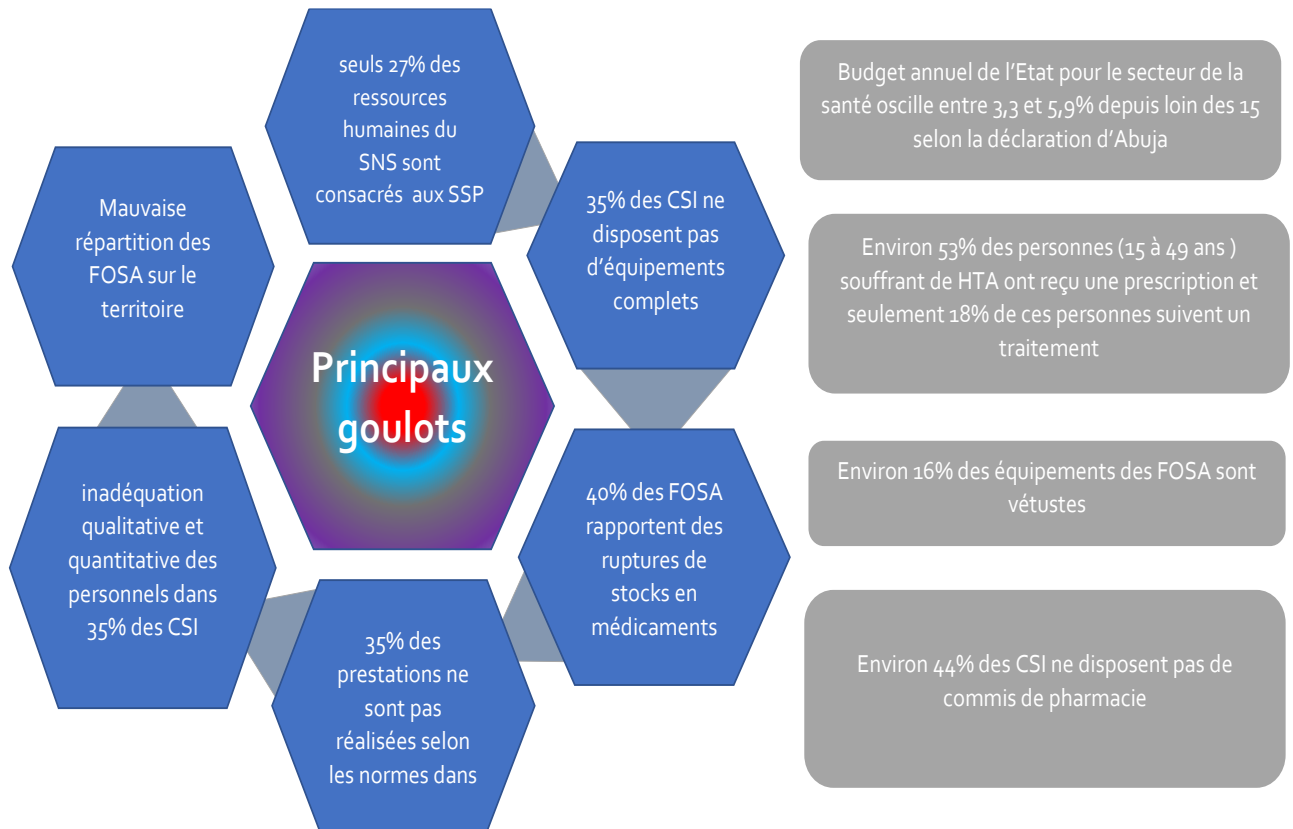 seuls 27% des
ressources
humaines du
SNS sont
consacrés aux SSP
35% des CSI ne
disposent pas
d’équipements
complets
40% des FOSA
rapportent des
ruptures de
stocks en
médicaments
35% des
prestations ne
sont pas
réalisées selon
les normes dans
inadéquation
qualitative et
quantitative des
personnels dans
35% des CSI
Mauvaise
répartition des
FOSA sur le
territoire
Principaux
goulots
Budget annuel de l’Etat pour le secteur de la
santé oscille entre 3,3 et 5,9% depuis loin des 15
selon la déclaration d’Abuja
Environ 53% des personnes (15 à 49 ans )
souffrant de HTA ont reçu une prescription et
seulement 18% de ces personnes suivent un
traitement
Environ 16% des équipements des FOSA sont
vétustes
Environ 44% des CSI ne disposent pas de
commis de pharmacie